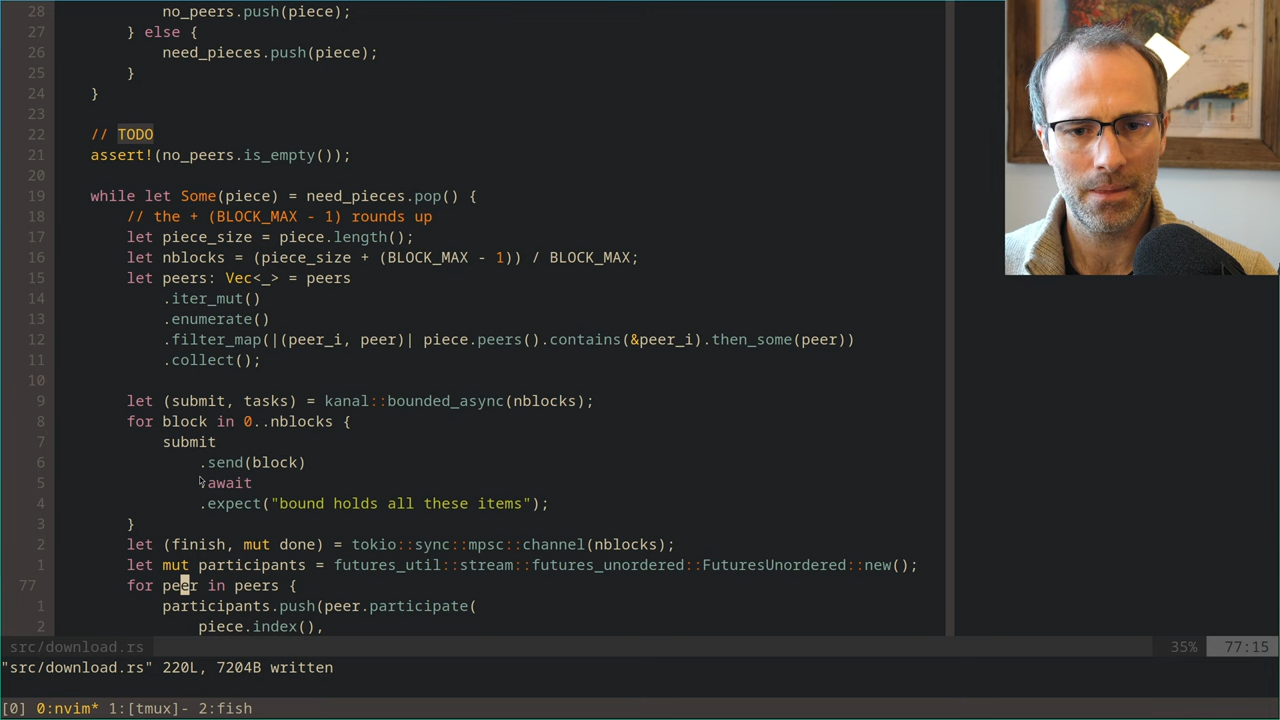 28 no_peers.push(piece);
27 } else {
26 need_pieces.push(piece);
25 }
24 }
23
22 // TODO
21 assert!(no_peers.is_empty());
20
19 while let Some(piece) = need_pieces.pop() {
18 // the + (BLOCK_MAX - 1) rounds up
17 let piece_size = piece.length();
16 let nblocks = (piece_size + (BLOCK_MAX - 1)) / BLOCK_MAX;
15 let peers: Vec<_> = peers
14 .iter_mut()
13 .enumerate()
12 .filter_map(|(peer_i, peer)| piece.peers().contains(&peer_i).then_some(peer))
11 .collect();
10
9 let (submit, tasks) = kanal::bounded_async(nblocks);
8 for block in 0..nblocks {
7 submit
6 .send(block)
5 .await
4 .expect("bound holds all these items");
3 }
2 let (finish, mut done) = tokio::sync::mpsc::channel(nblocks);
1 let mut participants = futures_util::stream::futures_unordered::FuturesUnordered::new();
77 for peer in peers {
1 participants.push(peer.participate(
2 piece.index(),
src/download.rs 35% 77:15
"src/download.rs" 220L, 7204B written
[0] 0:nvim* 1:[tmux]- 2:fish